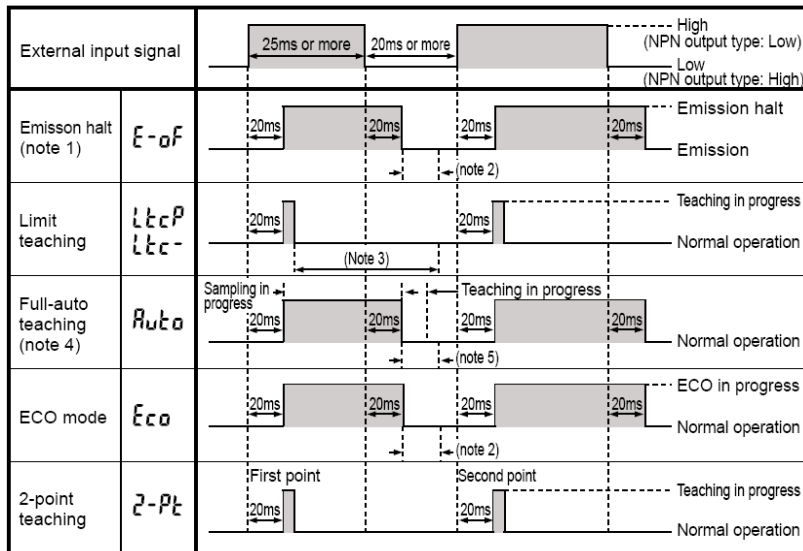 External input signal
25ms or more
20ms or more
High
(NPN output type: Low)
Low
(NPN output type: High)
Emisson halt
(note 1)
E-oF
20ms
20ms
20ms
20ms
Emission halt
Emission
(note 2)
Limit
teaching
LtcP
Ltc-
20ms
20ms
Teaching in progress
Normal operation
(Note 3)
Full-auto
teaching
(note 4)
Auto
Sampling in
progress
Teaching in progress
20ms
20ms
20ms
20ms
Normal operation
(note 5)
ECO mode
Eco
20ms
20ms
20ms
20ms
ECO in progress
Normal operation
(note 2)
2-point
teaching
2-Pt
First point
Second point
20ms
20ms
Teaching in progress
Normal operation